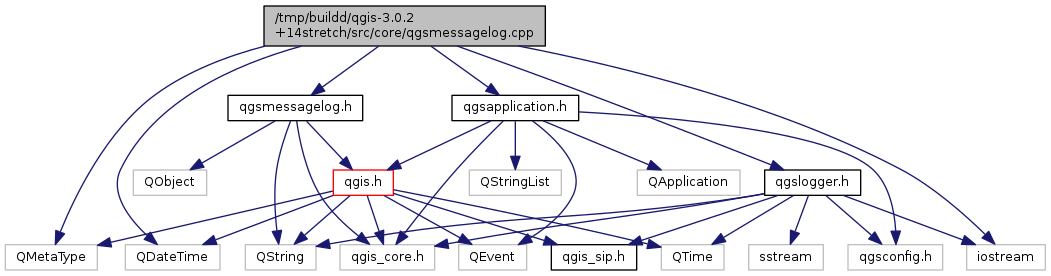 /tmp/buildd/qgis-3.0.2
+14stretch/src/core/qgsmessagelog.cpp
qgsmessagelog.h
qgsapplication.h
QObject
qgis.h
QStringList
QApplication
qgslogger.h
QMetaType
QDateTime
QString
qgis_core.h
QEvent
qgis_sip.h
QTime
sstream
qgsconfig.h
iostream